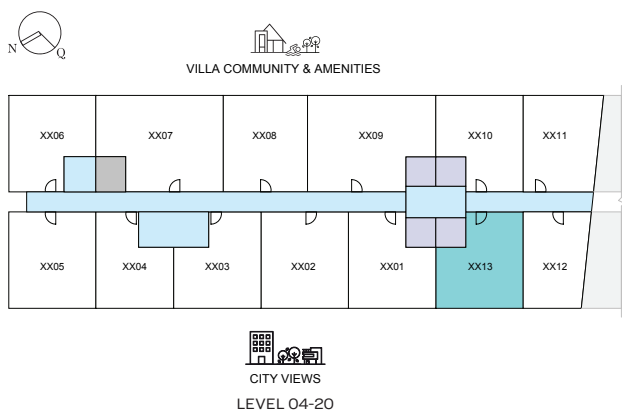 N
Q
VILLA COMMUNITY & AMENITIES
XX06 XX07 XX08 XX09 XX10 XX11
XX05 XX04 XX03 XX02 XX01 XX13 XX12
CITY VIEWS
LEVEL 04-20